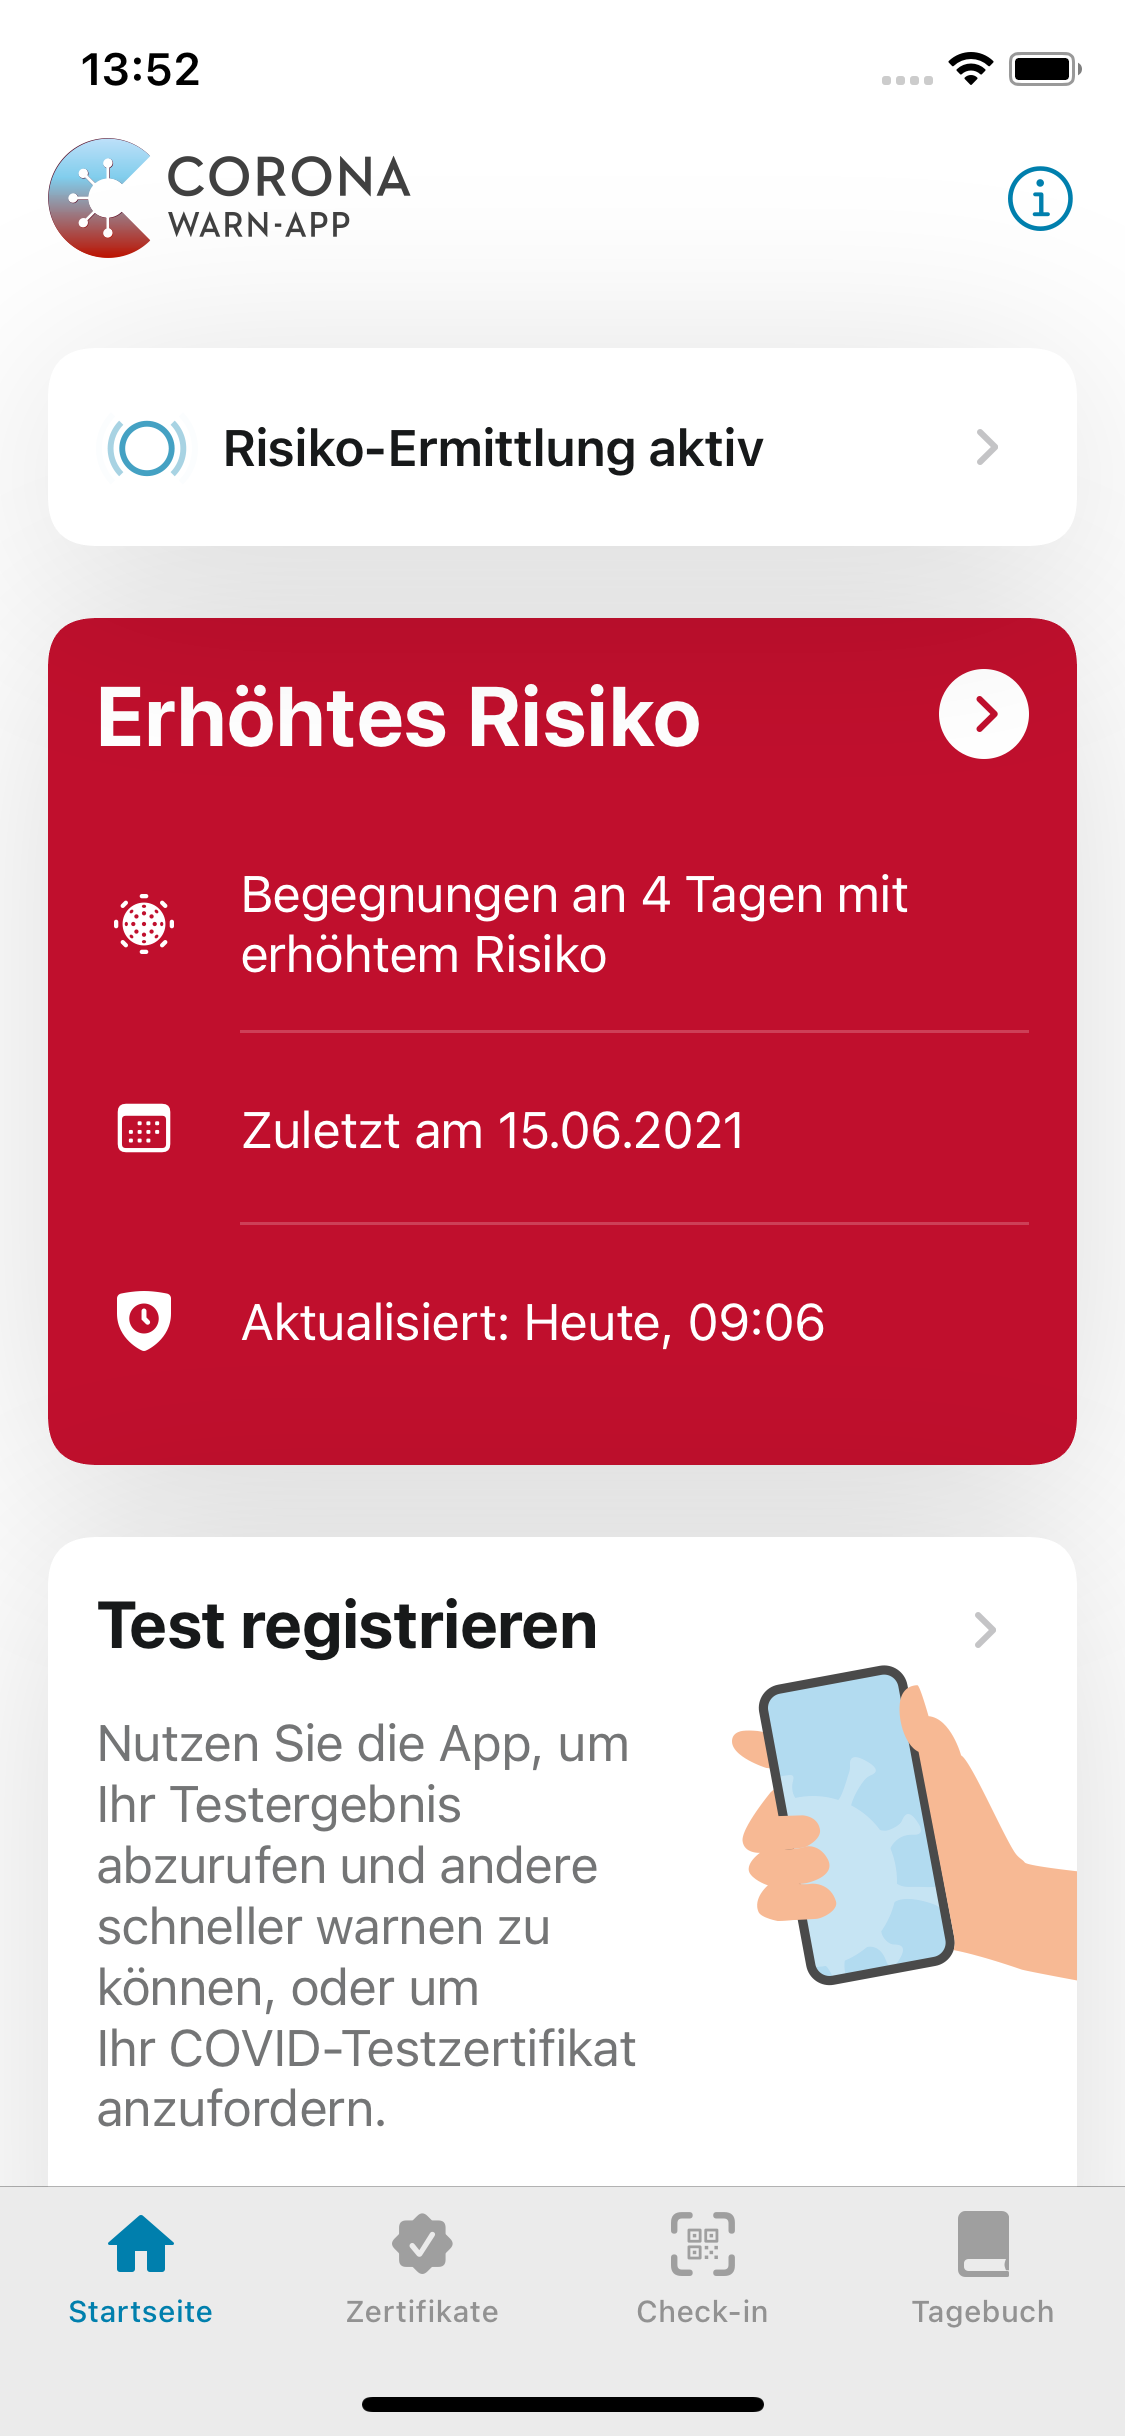 13:52
CORONA
WARN-APP
Risiko-Ermittlung aktiv
Erhöhtes Risiko
Begegnungen an 4 Tagen mit
erhöhtem Risiko
Zuletzt am 15.06.2021
Aktualisiert: Heute, 09:06
Test registrieren
Nutzen Sie die App, um
Ihr Testergebnis
abzurufen und andere
schneller warnen zu
können, oder um
Ihr COVID-Testzertifikat
anzufordern.
Startseite
Zertifikate
Check-in
Tagebuch